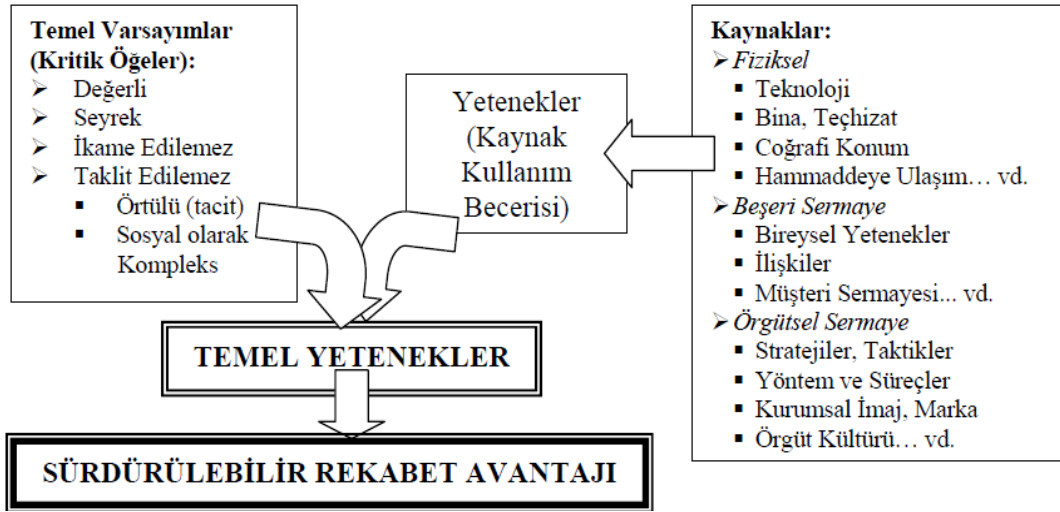 Temel Varsayımlar
(Kritik Öğeler):
➢ Değerli
➢ Seyrek
➢ İkame Edilemez
➢ Taklit Edilemez
▪ Örtülü (tacit)
▪ Sosyal olarak
Kompleks
Yetenekler
(Kaynak
Kullanım
Becerisi)
Kaynaklar:
➢ Fiziksel
▪ Teknoloji
▪ Bina, Teçhizat
▪ Coğrafi Konum
▪ Hammaddeye Ulaşım… vd.
➢ Beşeri Sermaye
▪ Bireysel Yetenekler
▪ İlişkiler
▪ Müşteri Sermayesi... vd.
➢ Örgütsel Sermaye
▪ Stratejiler, Taktikler
▪ Yöntem ve Süreçler
▪ Kurumsal İmaj, Marka
▪ Örgüt Kültürü… vd.
TEMEL YETENEKLER
SÜRDÜRÜLEBİLİR REKABET AVANTAJI